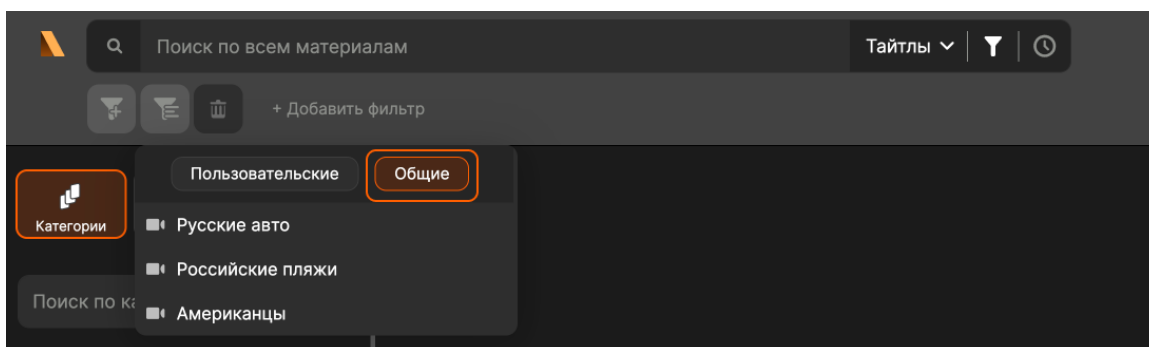 Поиск по всем материалам
Тайтлы
+ Добавить фильтр
Пользовательские
Общие
Категории
Русские авто
Российские пляжи
Поиск по ка
Американцы